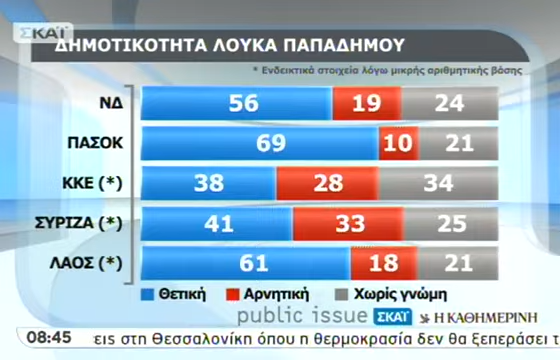 ΣΚΑΪ
ΔΗΜΟΤΙΚΟΤΗΤΑ ΛΟΥΚΑ ΠΑΠΑΔΗΜΟΥ
* Ενδεικτικά στοιχεία λόγω μικρής αριθμητικής βάσης
ΝΔ 56 19 24
ΠΑΣΟΚ 69 10 21
ΚΚΕ (*) 38 28 34
ΣΥΡΙΖΑ (*) 41 33 25
ΛΑΟΣ (*) 61 18 21
Θετική Αρνητική Χωρίς γνώμη
public issue ΣΚΑΪ Η ΚΑΘΗΜΕΡΙΝΗ
08:45 εις στη Θεσσαλονίκη όπου η θερμοκρασία δεν θα ξεπεράσει τ